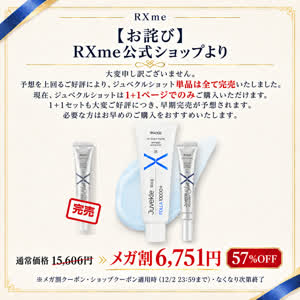 RXme
【お詫び】
RXme公式ショップより
大変申し訳ございません。
予想を上回るご好評により、ジュベクルショット単品は全て完売いたしました。
現在、ジュベクルショットは1+1ページでのみご購入いただけます。
1+1セットも大変ご好評につき、早期完売が予想されます。
必要な方はお早めのご購入をおすすめいたします。
RXME
Juvekle
完売
通常価格 15,606円
メガ割 6,751円
57%OFF
※メガ割クーポン・ショップクーポン適用時 (12/2 23:59まで)・なくなり次第終了